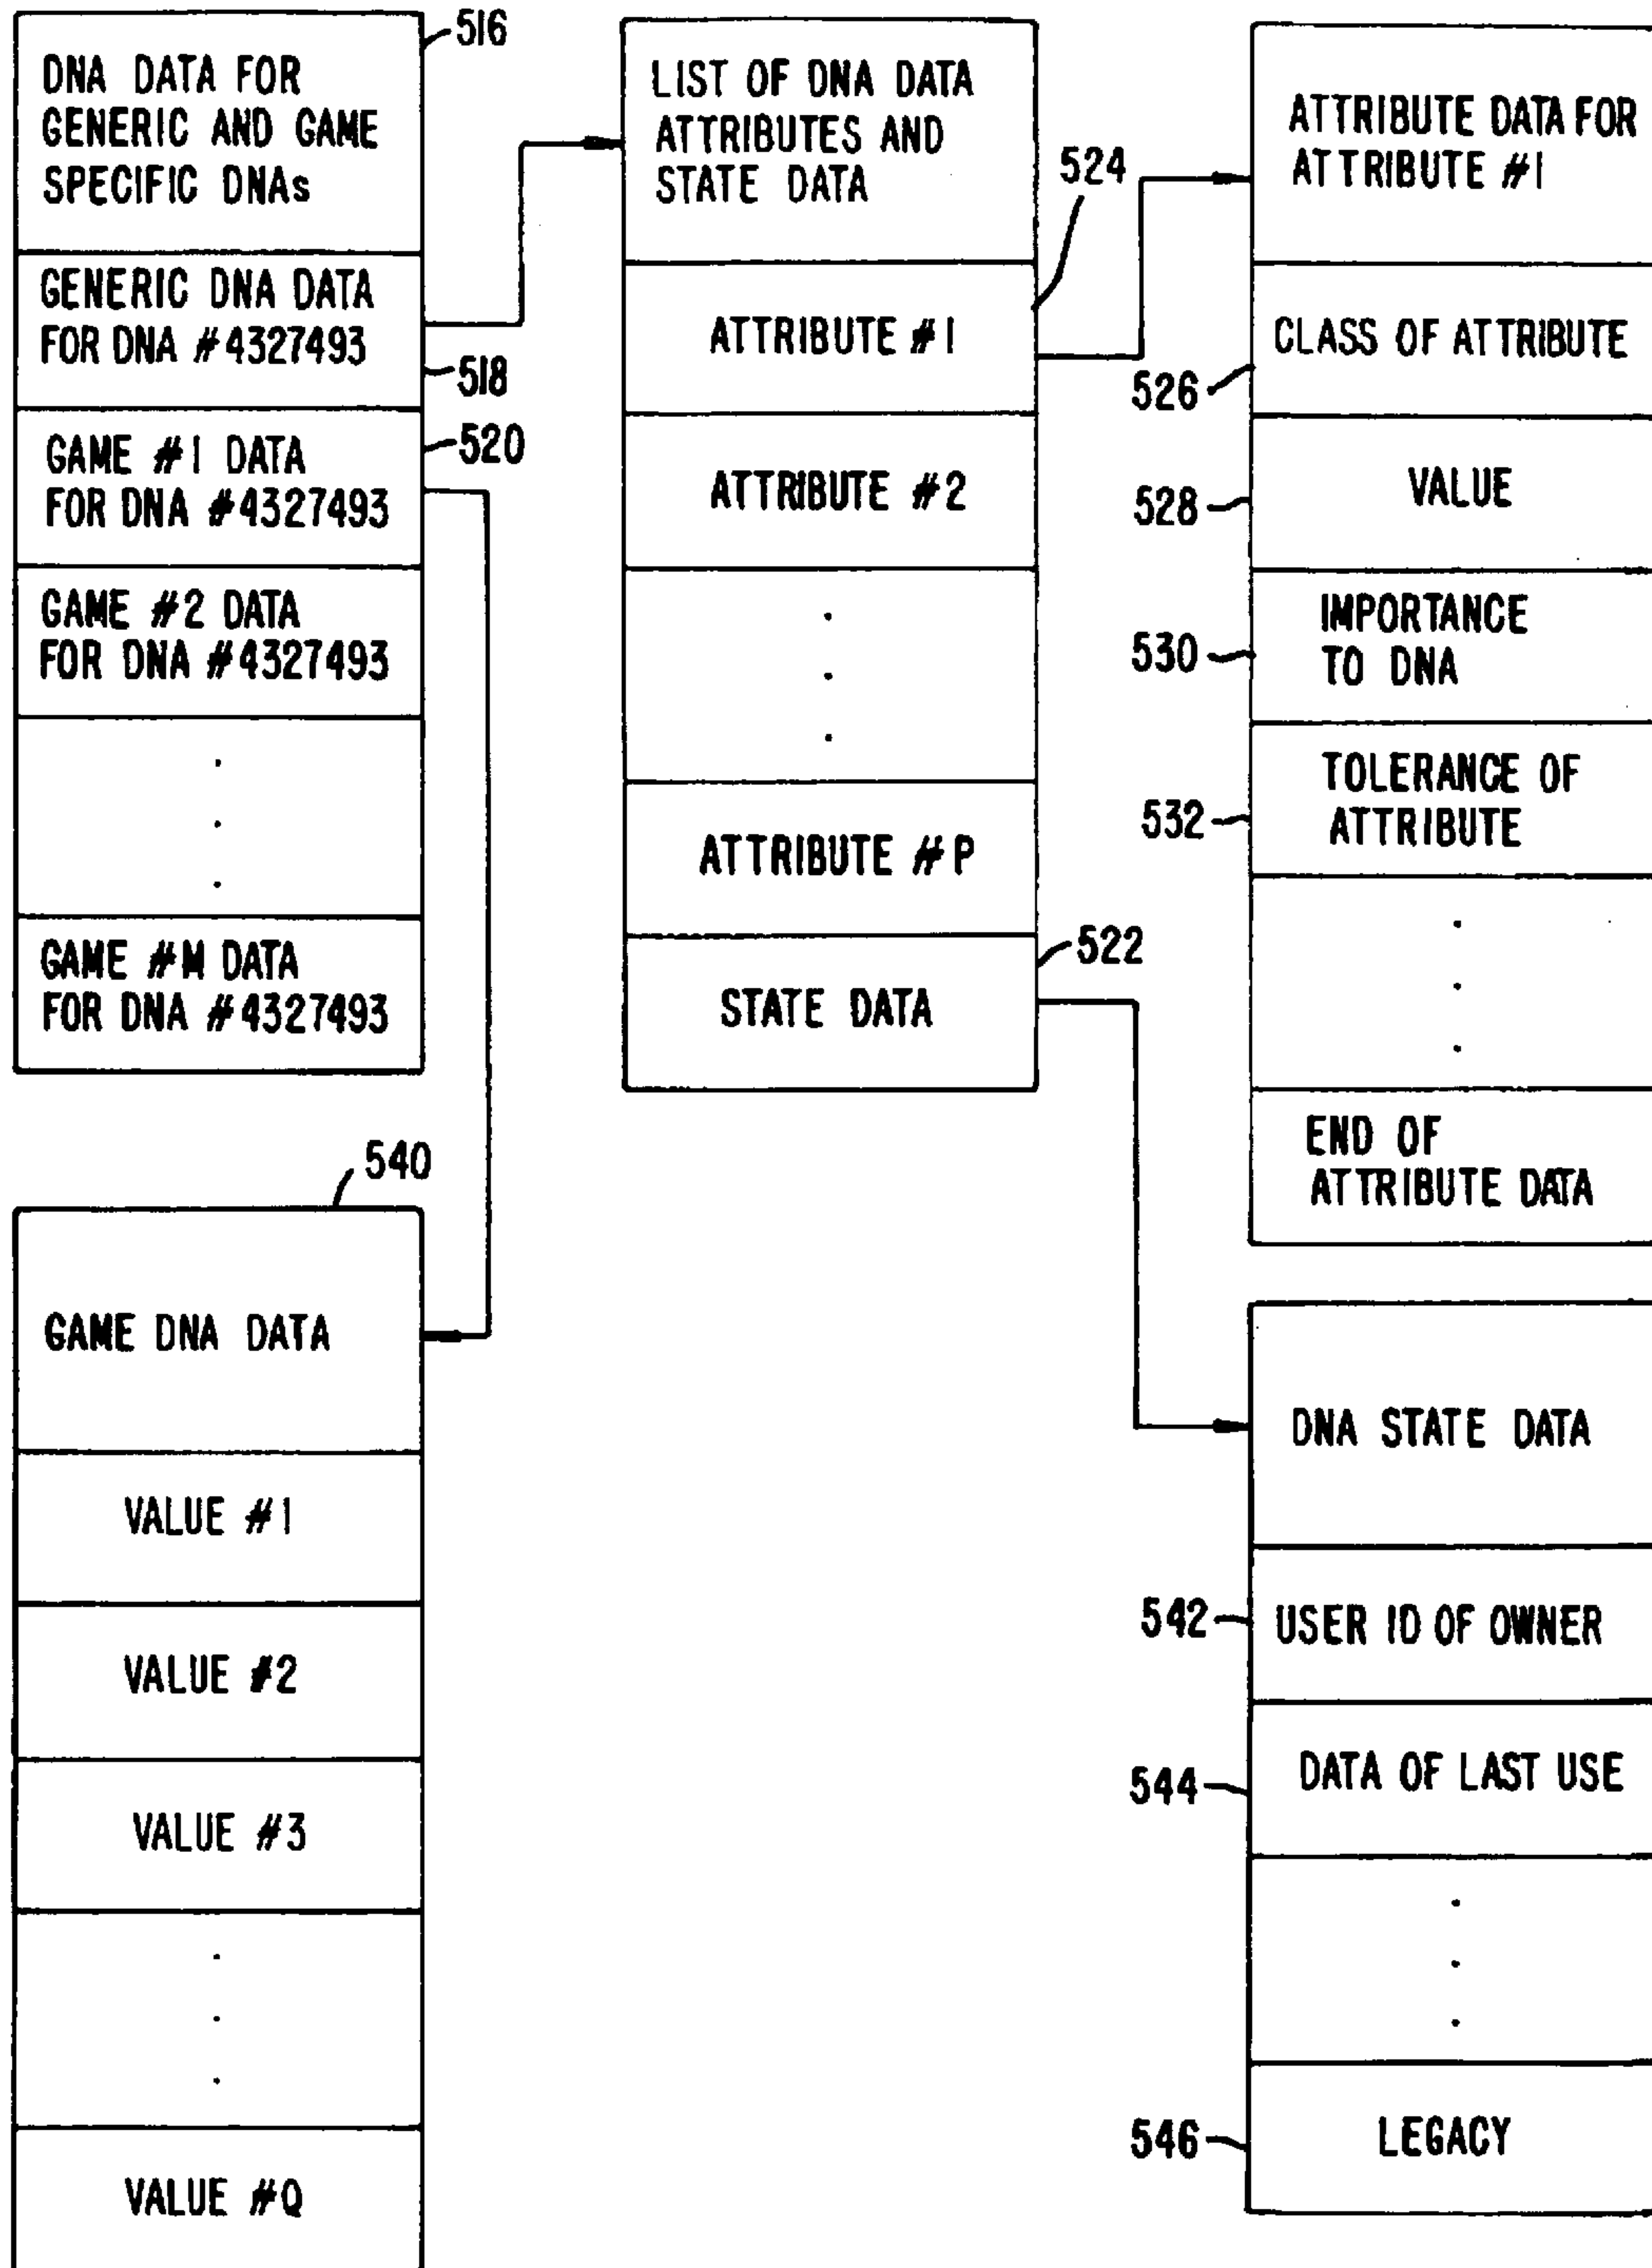 516
DNA DATA FOR
GENERIC AND GAME
SPECIFIC DNAs
GENERIC DNA DATA
FOR DNA #4327493
518
GAME #1 DATA
FOR DNA #4327493
520
GAME #2 DATA
FOR DNA #4327493
.
.
.
GAME #M DATA
FOR DNA #4327493
540
GAME DNA DATA
VALUE #1
VALUE #2
VALUE #3
.
.
.
VALUE #Q
LIST OF DNA DATA
ATTRIBUTES AND
STATE DATA
524
ATTRIBUTE #1
ATTRIBUTE #2
.
.
.
ATTRIBUTE #P
522
STATE DATA
ATTRIBUTE DATA FOR
ATTRIBUTE #1
CLASS OF ATTRIBUTE
526
VALUE
528
IMPORTANCE
TO DNA
530
TOLERANCE OF
ATTRIBUTE
532
.
.
.
END OF
ATTRIBUTE DATA
DNA STATE DATA
542
USER ID OF OWNER
544
DATA OF LAST USE
.
.
.
546
LEGACY